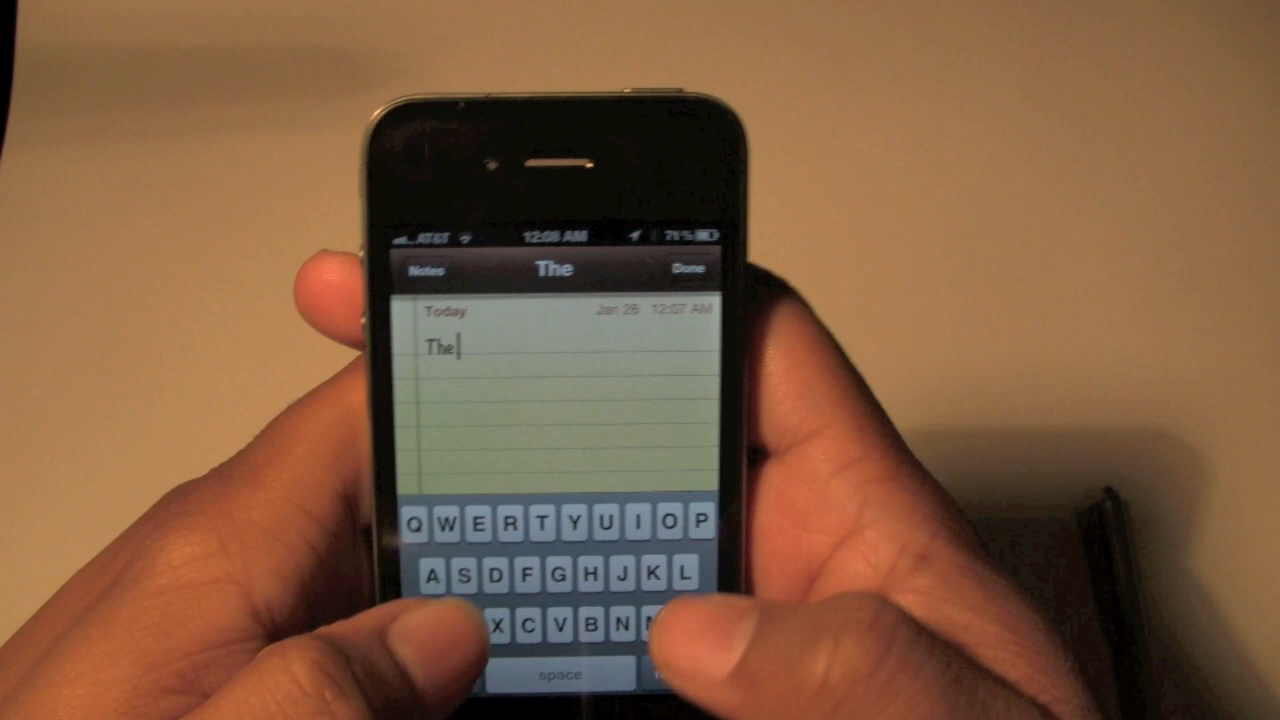 AT&T 12:08 AM 71%
Notes The Done
Today Jan 26 12:07 AM
The
Q W E R T Y U I O P
A S D F G H J K L
X C V B N
space